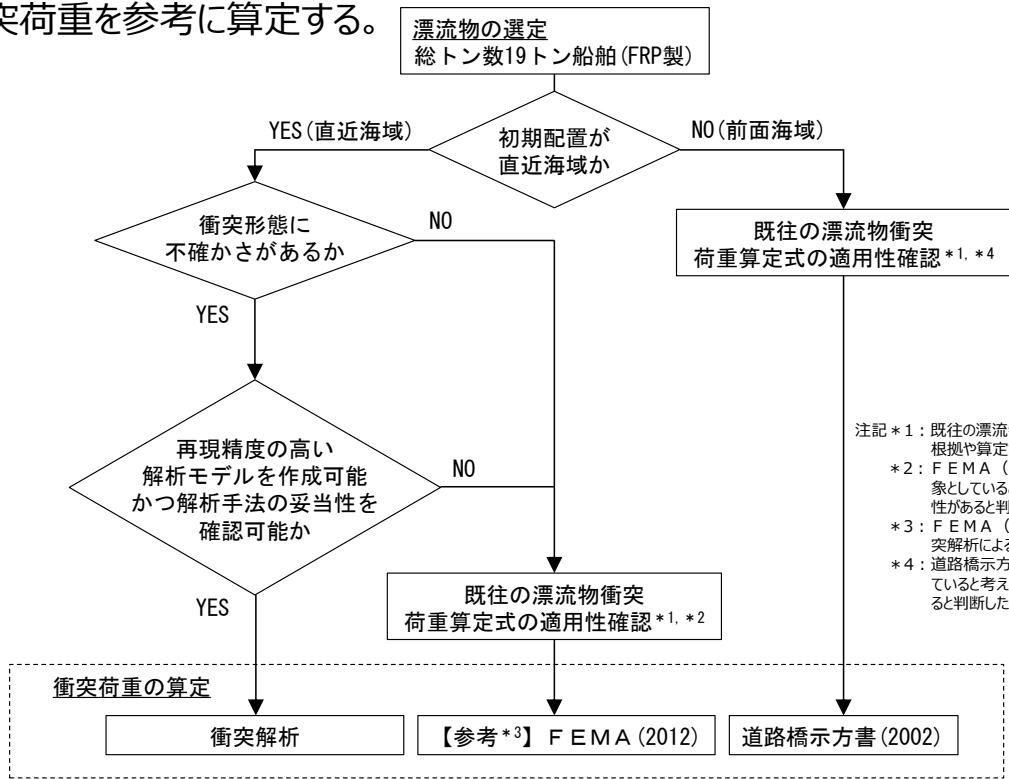 突荷重を参考に算定する。
漂流物の選定
総トン数19トン船舶(FRP製)
YES(直近海域)
初期配置が
直近海域か
NO(前面海域)
衝突形態に
不確かさがあるか
NO
既往の漂流物衝突
荷重算定式の適用性確認*1, *4
YES
再現精度の高い
解析モデルを作成可能
かつ解析手法の妥当性を
確認可能か
NO
注記*1:既往の漂流
根拠や算定
*2:FEMA(
象としている
性があると判
*3:FEMA(
突解析による
*4:道路橋示方
ていると考え
ると判断した
YES
既往の漂流物衝突
荷重算定式の適用性確認*1, *2
衝突荷重の算定
衝突解析
【参考*3】FEMA(2012)
道路橋示方書(2002)